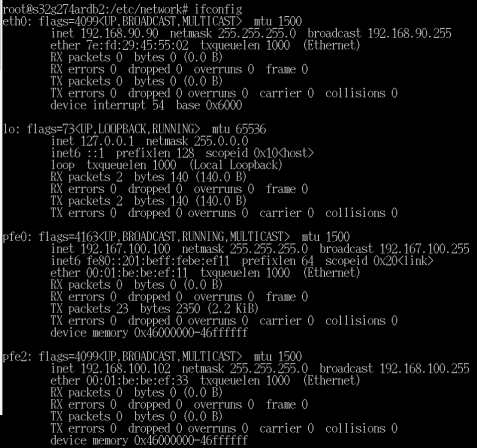 root@s32g274ardb2:/etc/network# ifconfig
eth0: flags=4099<UP,BROADCAST,MULTICAST>  mtu 1500
        inet 192.168.90.90  netmask 255.255.255.0  broadcast 192.168.90.255
        ether 7e:fd:29:45:55:02  txqueuelen 1000  (Ethernet)
        RX packets 0  bytes 0 (0.0 B)
        RX errors 0  dropped 0  overruns 0  frame 0
        TX packets 0  bytes 0 (0.0 B)
        TX errors 0  dropped 0 overruns 0  carrier 0  collisions 0
        device interrupt 54  base 0x6000

lo: flags=73<UP,LOOPBACK,RUNNING>  mtu 65536
        inet 127.0.0.1  netmask 255.0.0.0
        inet6 ::1  prefixlen 128  scopeid 0x10<host>
        loop  txqueuelen 1000  (Local Loopback)
        RX packets 2  bytes 140 (140.0 B)
        RX errors 0  dropped 0  overruns 0  frame 0
        TX packets 2  bytes 140 (140.0 B)
        TX errors 0  dropped 0 overruns 0  carrier 0  collisions 0

pfe0: flags=4163<UP,BROADCAST,RUNNING,MULTICAST>  mtu 1500
        inet 192.167.100.100  netmask 255.255.255.0  broadcast 192.167.100.255
        inet6 fe80::201:beff:febe:ef11  prefixlen 64  scopeid 0x20<link>
        ether 00:01:be:be:ef:11  txqueuelen 1000  (Ethernet)
        RX packets 0  bytes 0 (0.0 B)
        RX errors 0  dropped 0  overruns 0  frame 0
        TX packets 23  bytes 2350 (2.2 KiB)
        TX errors 0  dropped 0 overruns 0  carrier 0  collisions 0
        device memory 0x46000000-46ffffff

pfe2: flags=4099<UP,BROADCAST,MULTICAST>  mtu 1500
        inet 192.168.100.102  netmask 255.255.255.0  broadcast 192.168.100.255
        ether 00:01:be:be:ef:33  txqueuelen 1000  (Ethernet)
        RX packets 0  bytes 0 (0.0 B)
        RX errors 0  dropped 0  overruns 0  frame 0
        TX packets 0  bytes 0 (0.0 B)
        TX errors 0  dropped 0 overruns 0  carrier 0  collisions 0
        device memory 0x46000000-46ffffff